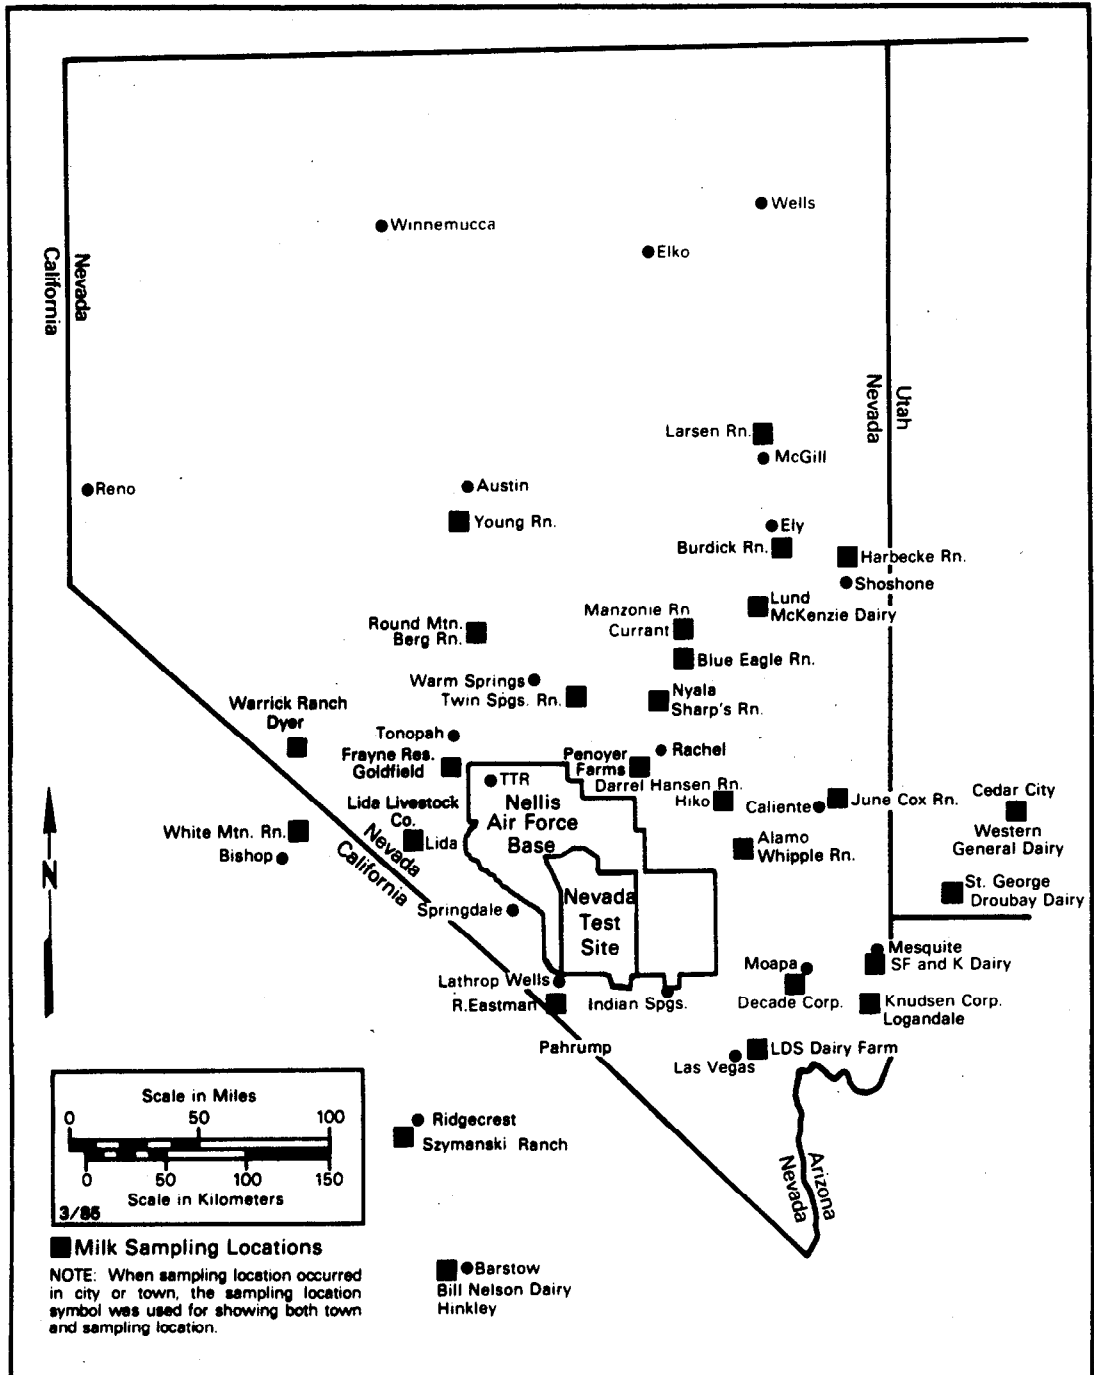 Wells
Winnemucca
Elko
Nevada
California
Utah
Nevada
Larsen Rn.
McGill
Reno
Austin
Young Rn.
Ely
Burdick Rn.
Harbecke Rn.
Shoshone
Lund
McKenzie Dairy
Manzonie Rn
Currant
Round Mtn.
Berg Rn.
Blue Eagle Rn.
Warm Springs
Twin Spgs. Rn.
Nyala
Sharp's Rn.
Warrick Ranch
Dyer
Tonopah
Frayne Res.
Goldfield
Penoyer
Farms
Rachel
TTR
Nellis
Air Force
Base
Darrel Hansen Rn.
Hiko
Caliente
June Cox Rn.
Cedar City
Western
General Dairy
Lida Livestock
Co.
Lida
White Mtn. Rn.
Bishop
Nevada
California
Alamo
Whipple Rn.
St. George
Droubay Dairy
N
Nevada
Test
Site
Springdale
Mesquite
SF and K Dairy
Moapa
Decade Corp.
Lathrop Wells
R.Eastman
Indian Spgs.
Knudsen Corp.
Logandale
Pahrump
LDS Dairy Farm
Las Vegas
Scale in Miles
0 50 100
0 50 100 150
Scale in Kilometers
3/85
Ridgecrest
Szymanski Ranch
Arizona
Nevada
Milk Sampling Locations
NOTE: When sampling location occurred
in city or town, the sampling location
symbol was used for showing both town
and sampling location.
Barstow
Bill Nelson Dairy
Hinkley